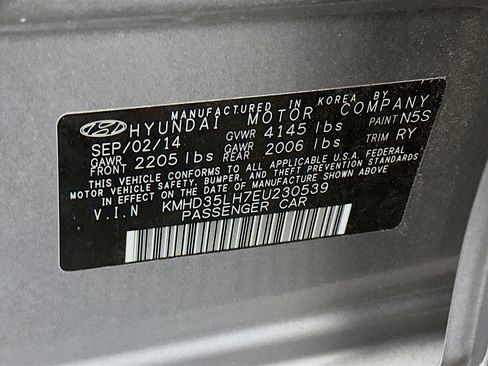 MANUFACTURED IN KOREA BY
HYUNDAI MOTOR COMPANY
SEP/02/14 GVWR 4145 lbs PAINT N5S
GAWR FRONT 2205 lbs GAWR REAR 2006 lbs TRIM RY
THIS VEHICLE CONFORMS TO ALL APPLICABLE U.S.A. FEDERAL
MOTOR VEHICLE SAFETY, BUMPER, AND THEFT PREVENTION STANDARDS
IN EFFECT ON THE DATE OF MANUFACTURE SHOWN ABOVE.
V.I.N KMHD35LH7EU230539
PASSENGER CAR